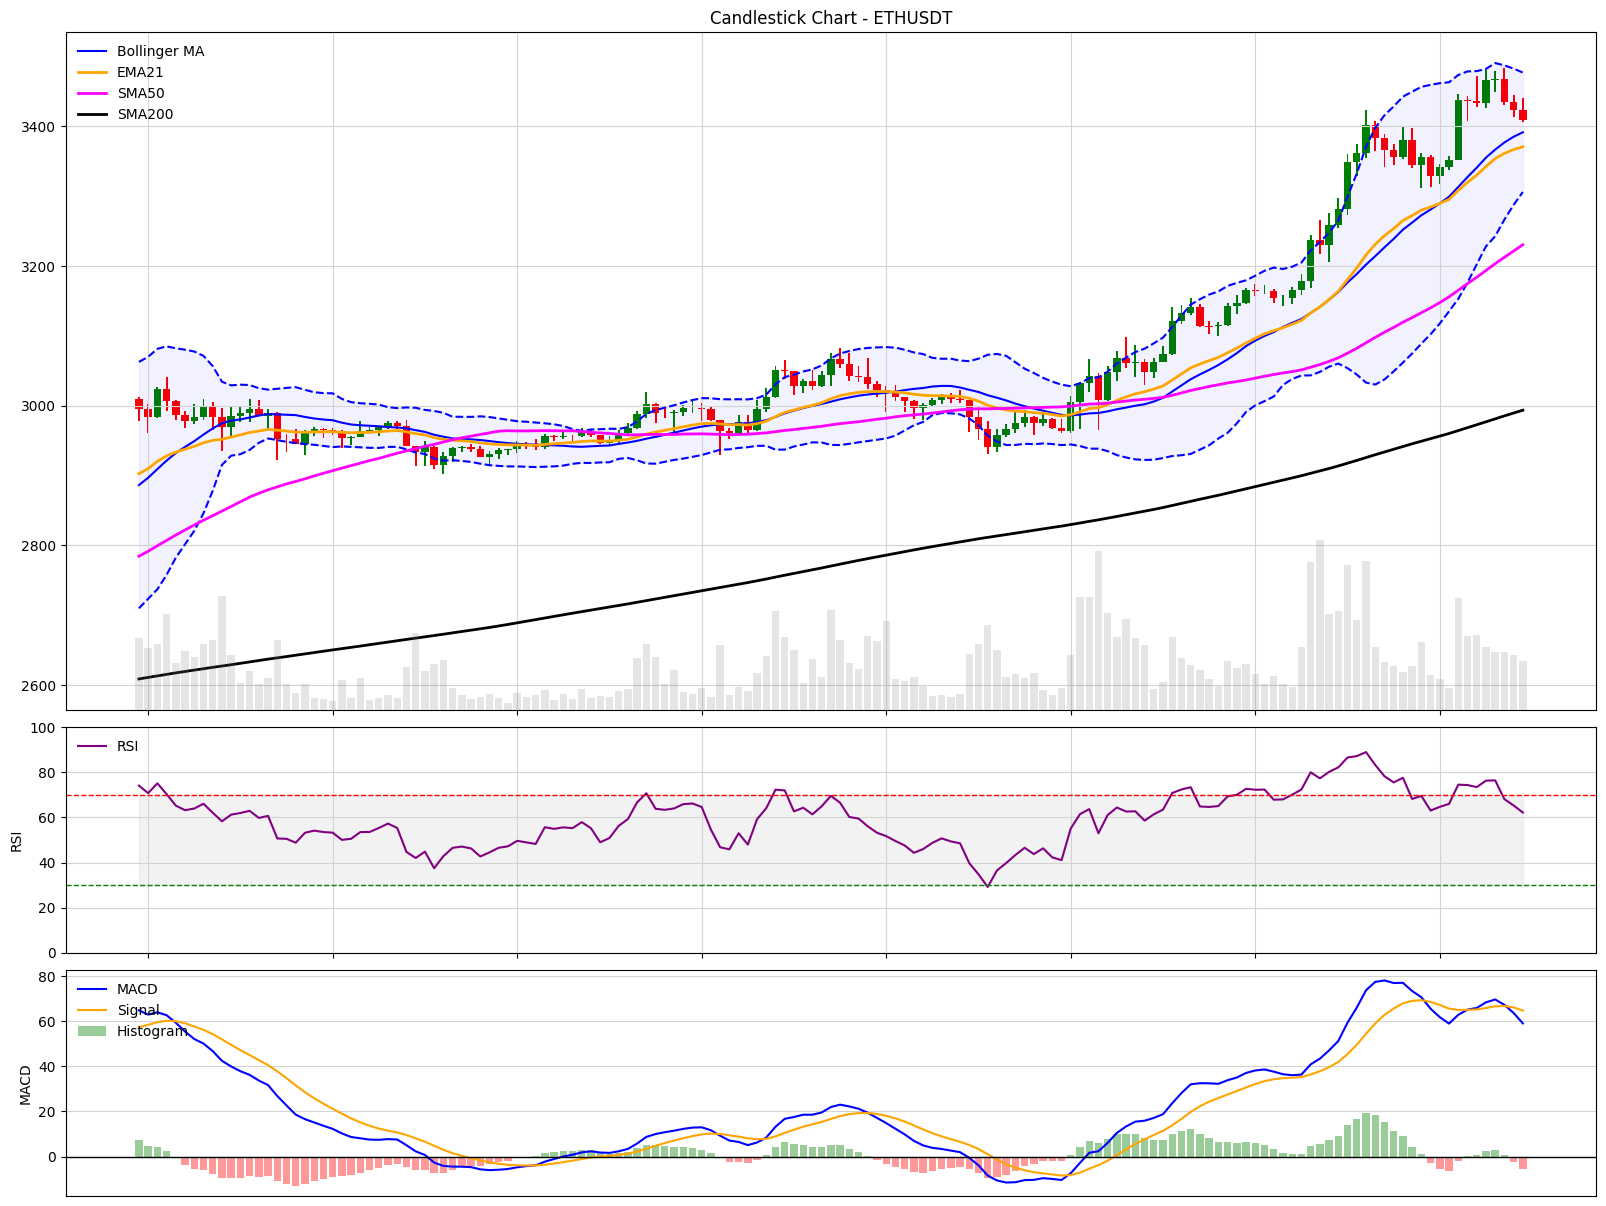 Candlestick Chart - ETHUSDT
Bollinger MA
EMA21
SMA50
SMA200
3400
3200
3000
2800
2600
RSI
100
80
60
40
20
0
RSI
MACD
Signal
Histogram
80
60
40
20
0
MACD